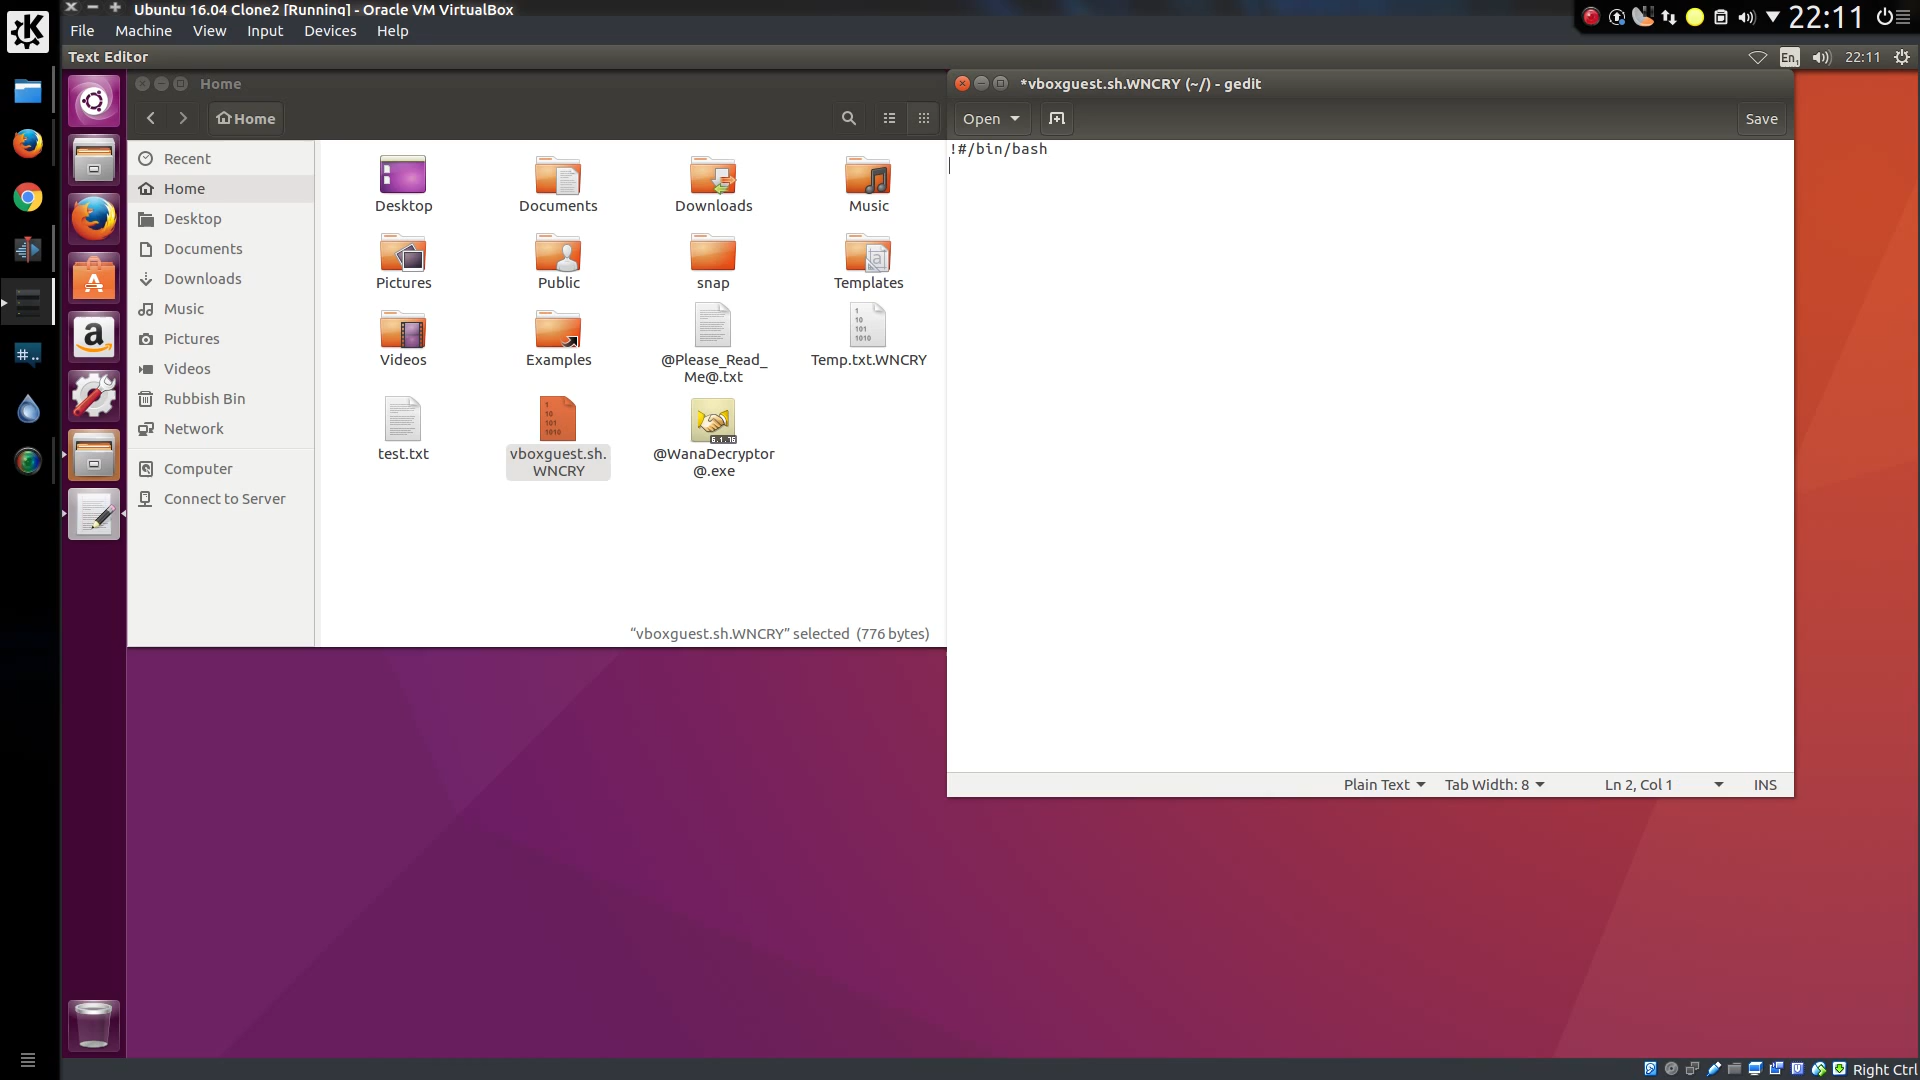 Ubuntu 16.04 Clone2 [Running] - Oracle VM VirtualBox
22:11
File Machine View Input Devices Help
Text Editor
En1
22:11
Home
*vboxguest.sh.WNCRY (~/) - gedit
Home
Open
Save
!#/bin/bash
Recent
Home
Desktop
Documents
Downloads
Music
Pictures
Videos
Rubbish Bin
Network
Computer
Connect to Server
Desktop
Documents
Downloads
Music
Pictures
Public
snap
Templates
Videos
Examples
@Please_Read_
Me@.txt
Temp.txt.WNCRY
test.txt
vboxguest.sh.
WNCRY
6.1.76
@WanaDecryptor
@.exe
“vboxguest.sh.WNCRY” selected (776 bytes)
Plain Text
Tab Width: 8
Ln 2, Col 1
INS
Right Ctrl